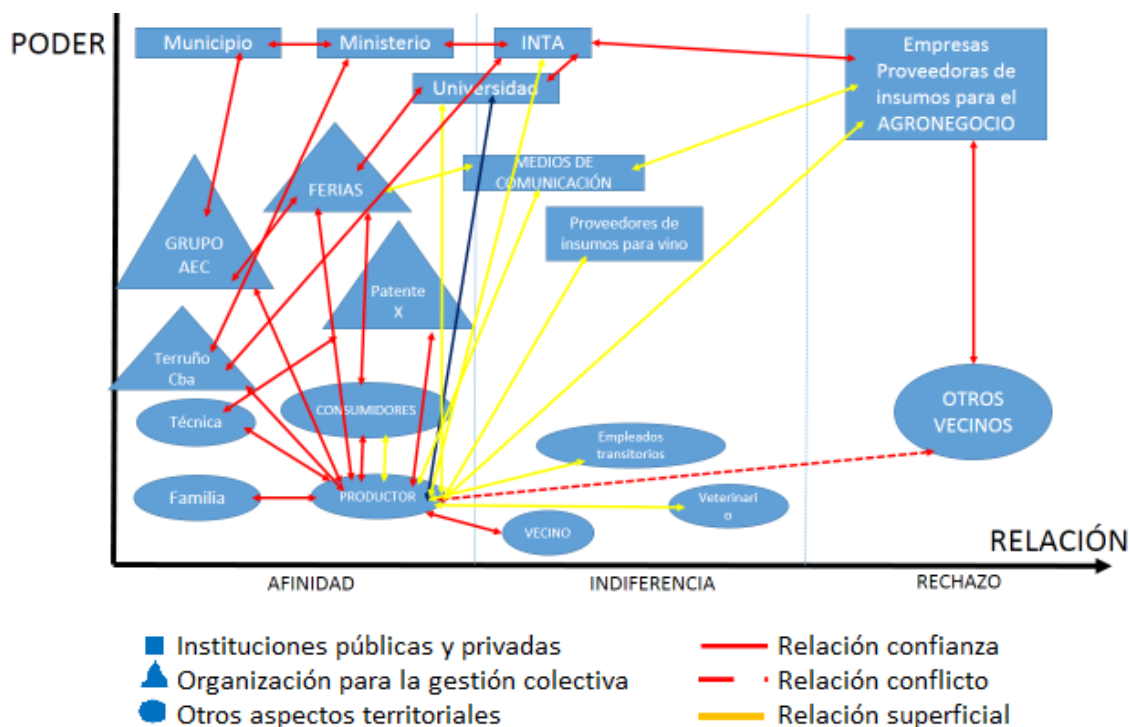 PODER
Municipio
Ministerio
INTA
Empresas
Proveedoras de
insumos para el
AGRONEGOCIO
Universidad
MEDIOS DE
COMUNICACIÓN
FERIAS
Proveedores de
insumos para vino
GRUPO
AEC
Patente
X
Terruño
Cba
Técnica
CONSUMIDORES
OTROS
VECINOS
Empleados
transitorios
Familia
PRODUCTOR
Veterinari
o
VECINO
RELACIÓN
AFINIDAD
INDIFERENCIA
RECHAZO
Instituciones públicas y privadas
Organización para la gestión colectiva
Otros aspectos territoriales
Relación confianza
Relación conflicto
Relación superficial